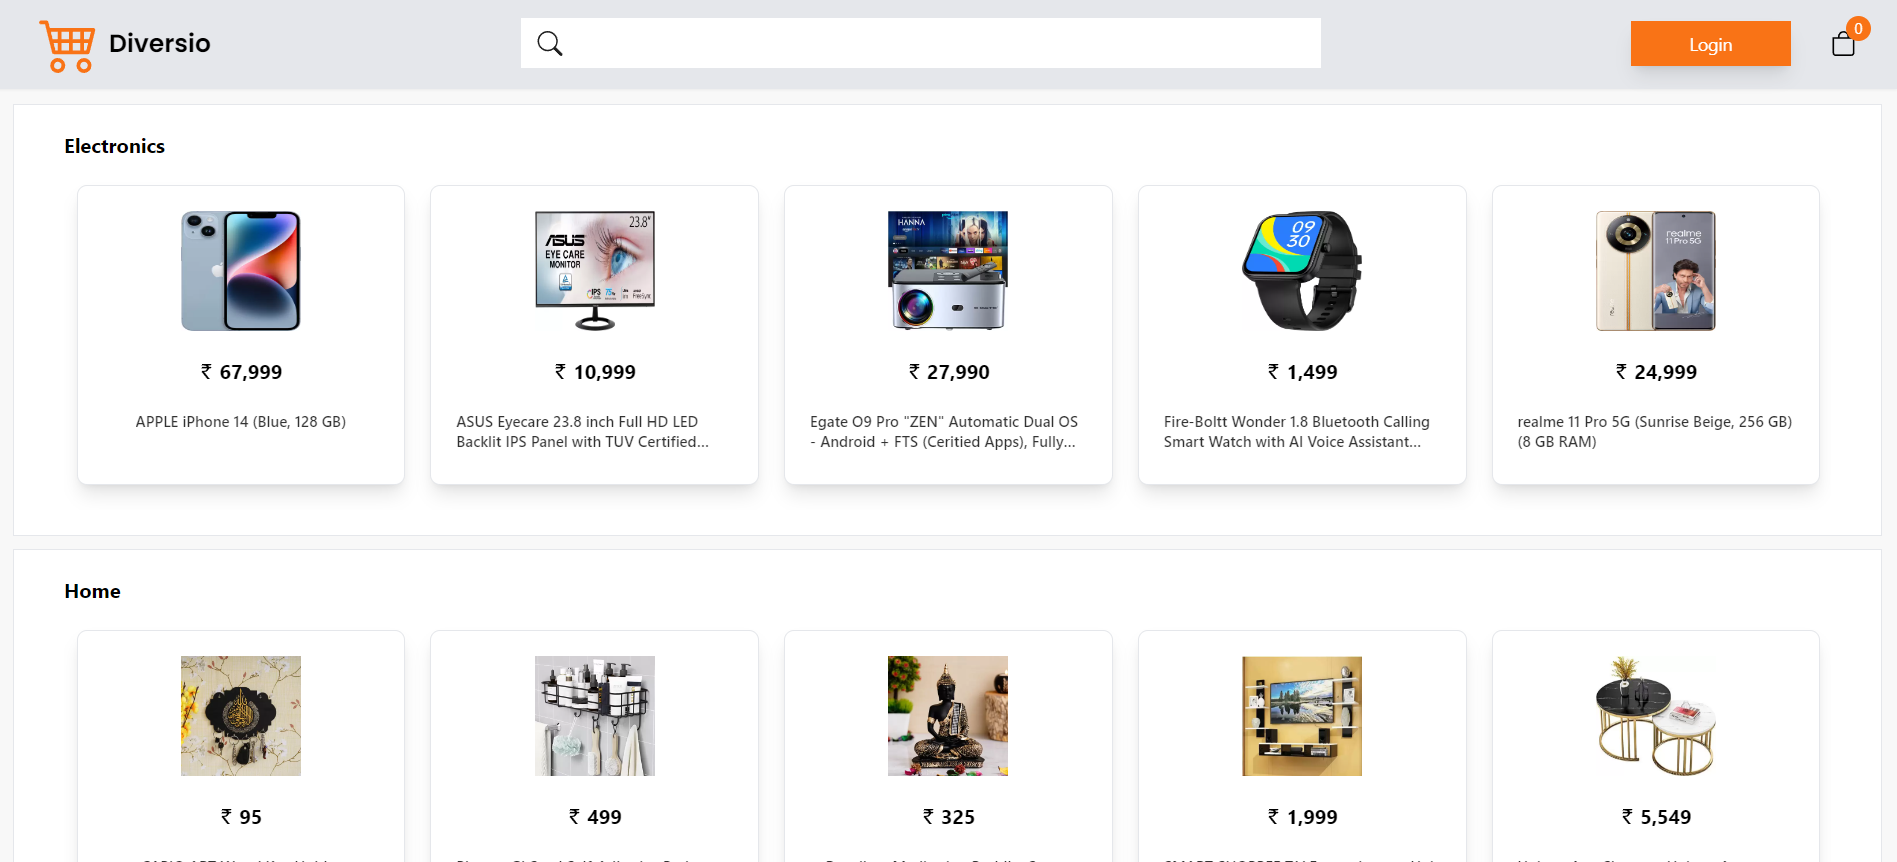 Diversio
Login
0
Electronics
23.8"
ASUS
EYE CARE
MONITOR
IPS
HANNA
09
30
realme
11 Pro 5G
₹ 67,999
₹ 10,999
₹ 27,990
₹ 1,499
₹ 24,999
APPLE iPhone 14 (Blue, 128 GB)
ASUS Eyecare 23.8 inch Full HD LED
Backlit IPS Panel with TUV Certified...
Egate O9 Pro "ZEN" Automatic Dual OS
- Android + FTS (Ceritied Apps), Fully...
Fire-Boltt Wonder 1.8 Bluetooth Calling
Smart Watch with AI Voice Assistant...
realme 11 Pro 5G (Sunrise Beige, 256 GB)
(8 GB RAM)
Home
₹ 95
₹ 499
₹ 325
₹ 1,999
₹ 5,549